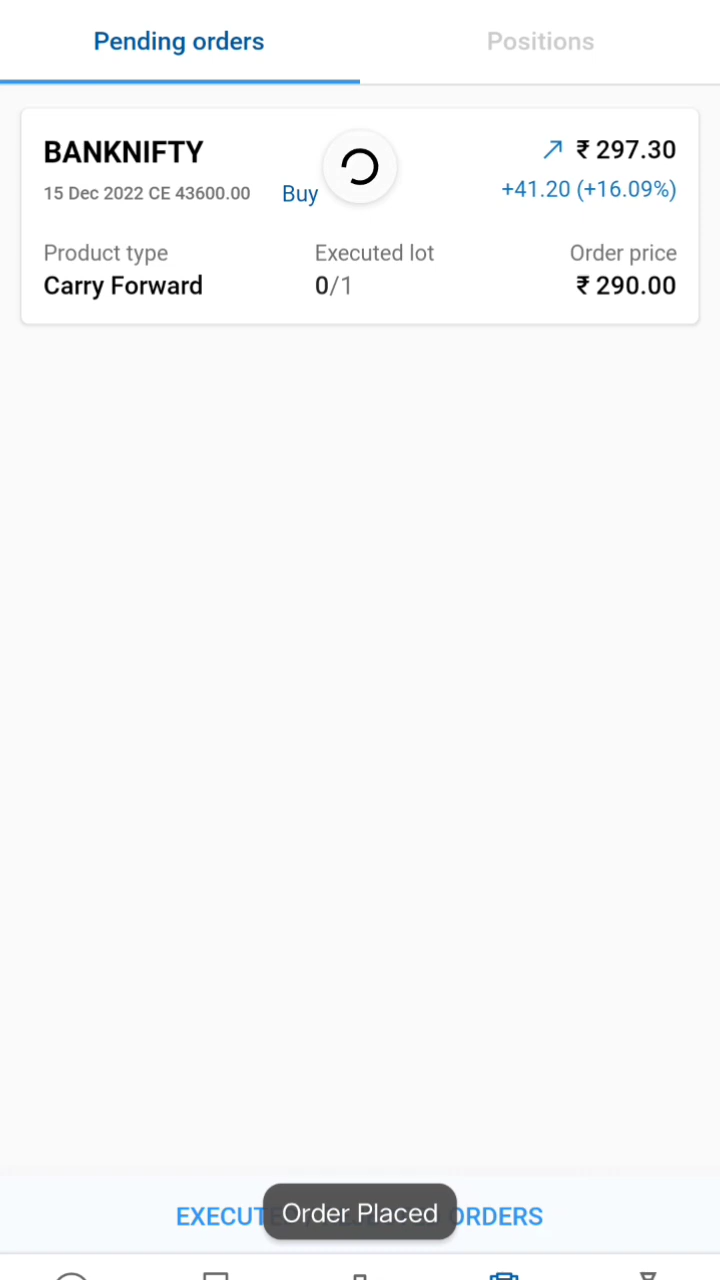 Pending orders
Positions
BANKNIFTY
₹ 297.30
15 Dec 2022 CE 43600.00
Buy
+41.20 (+16.09%)
Product type
Executed lot
Order price
Carry Forward
0/1
₹ 290.00
Order Placed
ORDERS